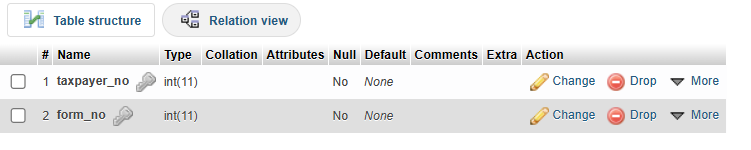 Table structure Relation view
# Name Type Collation Attributes Null Default Comments Extra Action
1 taxpayer_no int(11) No None Change Drop More
2 form_no int(11) No None Change Drop More